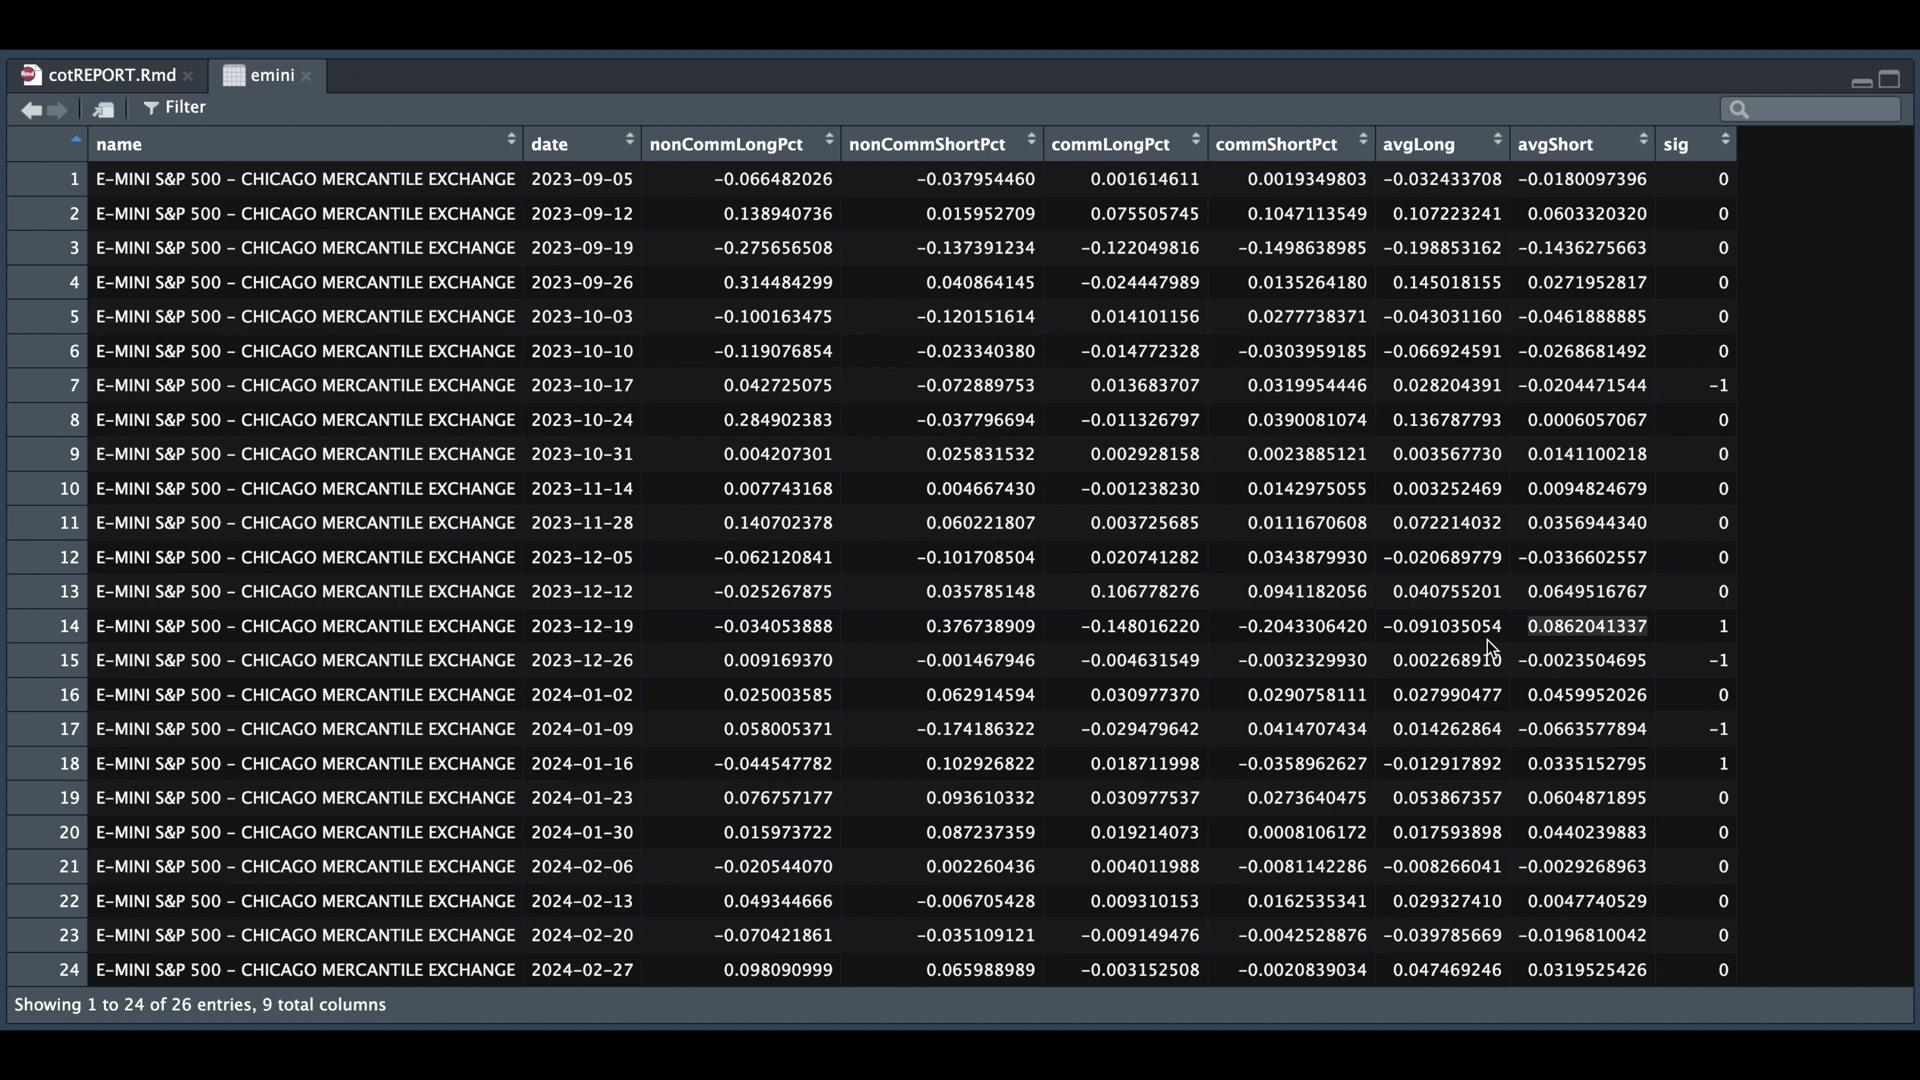 cotREPORT.Rmd × emini ×
Filter
name date nonCommLongPct nonCommShortPct commLongPct commShortPct avgLong avgShort sig
1 E-MINI S&P 500 – CHICAGO MERCANTILE EXCHANGE 2023-09-05 -0.066482026 -0.037954460 0.001614611 0.0019349803 -0.032433708 -0.0180097396 0
2 E-MINI S&P 500 – CHICAGO MERCANTILE EXCHANGE 2023-09-12 0.138940736 0.015952709 0.075505745 0.1047113549 0.107223241 0.0603320320 0
3 E-MINI S&P 500 – CHICAGO MERCANTILE EXCHANGE 2023-09-19 -0.275656508 -0.137391234 -0.122049816 -0.1498638985 -0.198853162 -0.1436275663 0
4 E-MINI S&P 500 – CHICAGO MERCANTILE EXCHANGE 2023-09-26 0.314484299 0.040864145 -0.024447989 0.0135264180 0.145018155 0.0271952817 0
5 E-MINI S&P 500 – CHICAGO MERCANTILE EXCHANGE 2023-10-03 -0.100163475 -0.120151614 0.014101156 0.0277738371 -0.043031160 -0.0461888885 0
6 E-MINI S&P 500 – CHICAGO MERCANTILE EXCHANGE 2023-10-10 -0.119076854 -0.023340380 -0.014772328 -0.0303959185 -0.066924591 -0.0268681492 0
7 E-MINI S&P 500 – CHICAGO MERCANTILE EXCHANGE 2023-10-17 0.042725075 -0.072889753 0.013683707 0.0319954446 0.028204391 -0.0204471544 -1
8 E-MINI S&P 500 – CHICAGO MERCANTILE EXCHANGE 2023-10-24 0.284902383 -0.037796694 -0.011326797 0.0390081074 0.136787793 0.0006057067 0
9 E-MINI S&P 500 – CHICAGO MERCANTILE EXCHANGE 2023-10-31 0.004207301 0.025831532 0.002928158 0.0023885121 0.003567730 0.0141100218 0
10 E-MINI S&P 500 – CHICAGO MERCANTILE EXCHANGE 2023-11-14 0.007743168 0.004667430 -0.001238230 0.0142975055 0.003252469 0.0094824679 0
11 E-MINI S&P 500 – CHICAGO MERCANTILE EXCHANGE 2023-11-28 0.140702378 0.060221807 0.003725685 0.0111670608 0.072214032 0.0356944340 0
12 E-MINI S&P 500 – CHICAGO MERCANTILE EXCHANGE 2023-12-05 -0.062120841 -0.101708504 0.020741282 0.0343879930 -0.020689779 -0.0336602557 0
13 E-MINI S&P 500 – CHICAGO MERCANTILE EXCHANGE 2023-12-12 -0.025267875 0.035785148 0.106778276 0.0941182056 0.040755201 0.0649516767 0
14 E-MINI S&P 500 – CHICAGO MERCANTILE EXCHANGE 2023-12-19 -0.034053888 0.376738909 -0.148016220 -0.2043306420 -0.091035054 0.0862041337 1
15 E-MINI S&P 500 – CHICAGO MERCANTILE EXCHANGE 2023-12-26 0.009169370 -0.001467946 -0.004631549 -0.0032329930 0.002268910 -0.0023504695 -1
16 E-MINI S&P 500 – CHICAGO MERCANTILE EXCHANGE 2024-01-02 0.025003585 0.062914594 0.030977370 0.0290758111 0.027990477 0.0459952026 0
17 E-MINI S&P 500 – CHICAGO MERCANTILE EXCHANGE 2024-01-09 0.058005371 -0.174186322 -0.029479642 0.0414707434 0.014262864 -0.0663577894 -1
18 E-MINI S&P 500 – CHICAGO MERCANTILE EXCHANGE 2024-01-16 -0.044547782 0.102926822 0.018711998 -0.0358962627 -0.012917892 0.0335152795 1
19 E-MINI S&P 500 – CHICAGO MERCANTILE EXCHANGE 2024-01-23 0.076757177 0.093610332 0.030977537 0.0273640475 0.053867357 0.0604871895 0
20 E-MINI S&P 500 – CHICAGO MERCANTILE EXCHANGE 2024-01-30 0.015973722 0.087237359 0.019214073 0.0008106172 0.017593898 0.0440239883 0
21 E-MINI S&P 500 – CHICAGO MERCANTILE EXCHANGE 2024-02-06 -0.020544070 0.002260436 0.004011988 -0.0081142286 -0.008266041 -0.0029268963 0
22 E-MINI S&P 500 – CHICAGO MERCANTILE EXCHANGE 2024-02-13 0.049344666 -0.006705428 0.009310153 0.0162535341 0.029327410 0.0047740529 0
23 E-MINI S&P 500 – CHICAGO MERCANTILE EXCHANGE 2024-02-20 -0.070421861 -0.035109121 -0.009149476 -0.0042528876 -0.039785669 -0.0196810042 0
24 E-MINI S&P 500 – CHICAGO MERCANTILE EXCHANGE 2024-02-27 0.098090999 0.065988989 -0.003152508 -0.0020839034 0.047469246 0.0319525426 0
Showing 1 to 24 of 26 entries, 9 total columns